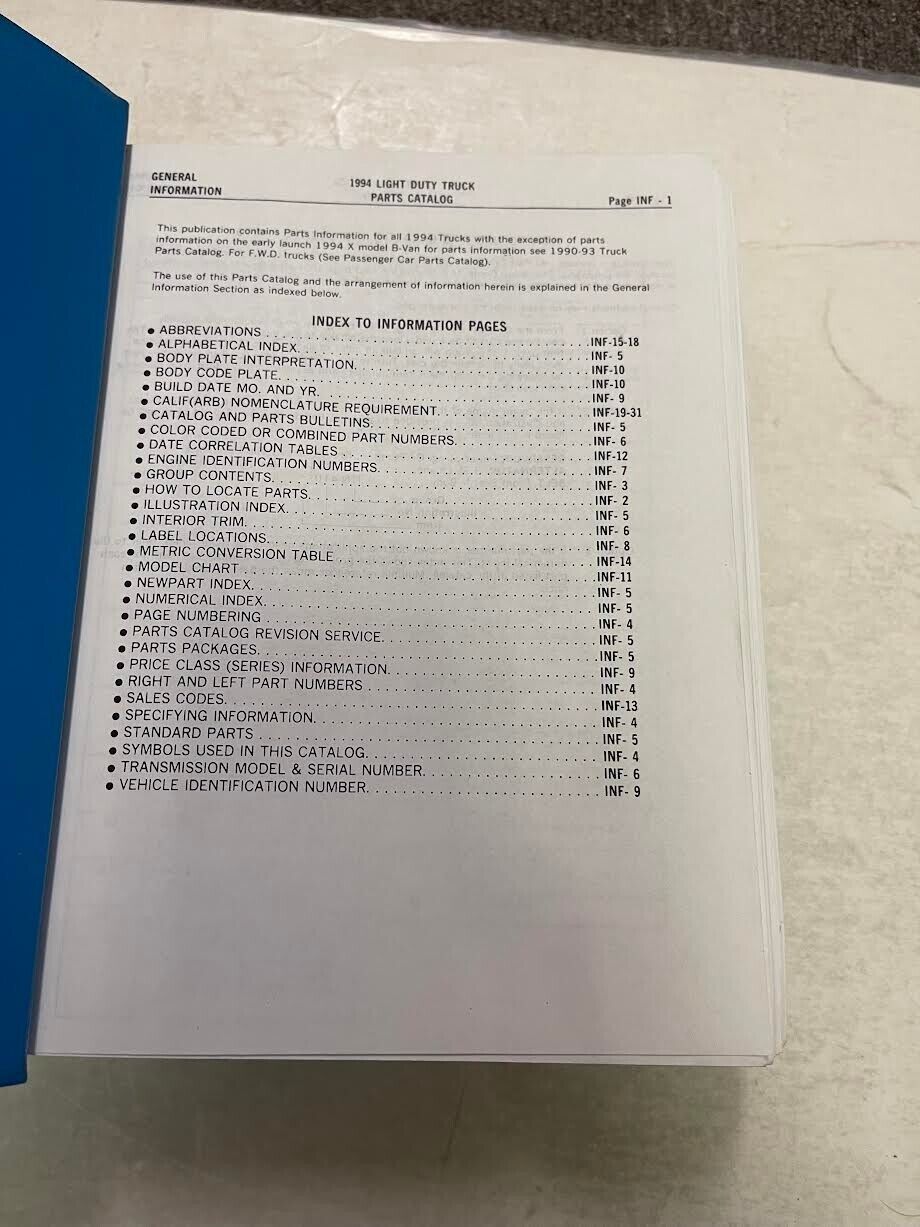 GENERAL
INFORMATION
1994 LIGHT DUTY TRUCK
PARTS CATALOG
Page INF - 1
This publication contains Parts Information for all 1994 Trucks with the exception of parts
information on the early launch 1994 X model B-Van for parts information see 1990-93 Truck
Parts Catalog. For F.W.D. trucks (See Passenger Car Parts Catalog).
The use of this Parts Catalog and the arrangement of information herein is explained in the General
Information Section as indexed below.
INDEX TO INFORMATION PAGES
● ABBREVIATIONS . . . . . . . . . . INF-15-18
● ALPHABETICAL INDEX. . . . . . . . . . INF- 5
● BODY PLATE INTERPRETATION. . . . . . . . . . INF-10
● BODY CODE PLATE. . . . . . . . . . INF-10
● BUILD DATE MO. AND YR. . . . . . . . . . INF- 9
● CALIF(ARB) NOMENCLATURE REQUIREMENT. . . . . . . . . . INF-19-31
● CATALOG AND PARTS BULLETINS. . . . . . . . . . INF- 5
● COLOR CODED OR COMBINED PART NUMBERS. . . . . . . . . . INF- 6
● DATE CORRELATION TABLES . . . . . . . . . . INF-12
● ENGINE IDENTIFICATION NUMBERS. . . . . . . . . . INF- 7
● GROUP CONTENTS. . . . . . . . . . INF- 3
● HOW TO LOCATE PARTS. . . . . . . . . . INF- 2
● ILLUSTRATION INDEX. . . . . . . . . . INF- 5
● INTERIOR TRIM. . . . . . . . . . INF- 6
● LABEL LOCATIONS. . . . . . . . . . INF- 8
● METRIC CONVERSION TABLE . . . . . . . . . . INF-14
● MODEL CHART . . . . . . . . . . INF-11
● NEWPART INDEX. . . . . . . . . . INF- 5
● NUMERICAL INDEX. . . . . . . . . . INF- 5
● PAGE NUMBERING . . . . . . . . . . INF- 4
● PARTS CATALOG REVISION SERVICE. . . . . . . . . . INF- 5
● PARTS PACKAGES. . . . . . . . . . INF- 5
● PRICE CLASS (SERIES) INFORMATION. . . . . . . . . . INF- 9
● RIGHT AND LEFT PART NUMBERS . . . . . . . . . . INF- 4
● SALES CODES. . . . . . . . . . INF-13
● SPECIFYING INFORMATION. . . . . . . . . . INF- 4
● STANDARD PARTS . . . . . . . . . . INF- 5
● SYMBOLS USED IN THIS CATALOG. . . . . . . . . . INF- 4
● TRANSMISSION MODEL & SERIAL NUMBER. . . . . . . . . . INF- 6
● VEHICLE IDENTIFICATION NUMBER. . . . . . . . . . INF- 9